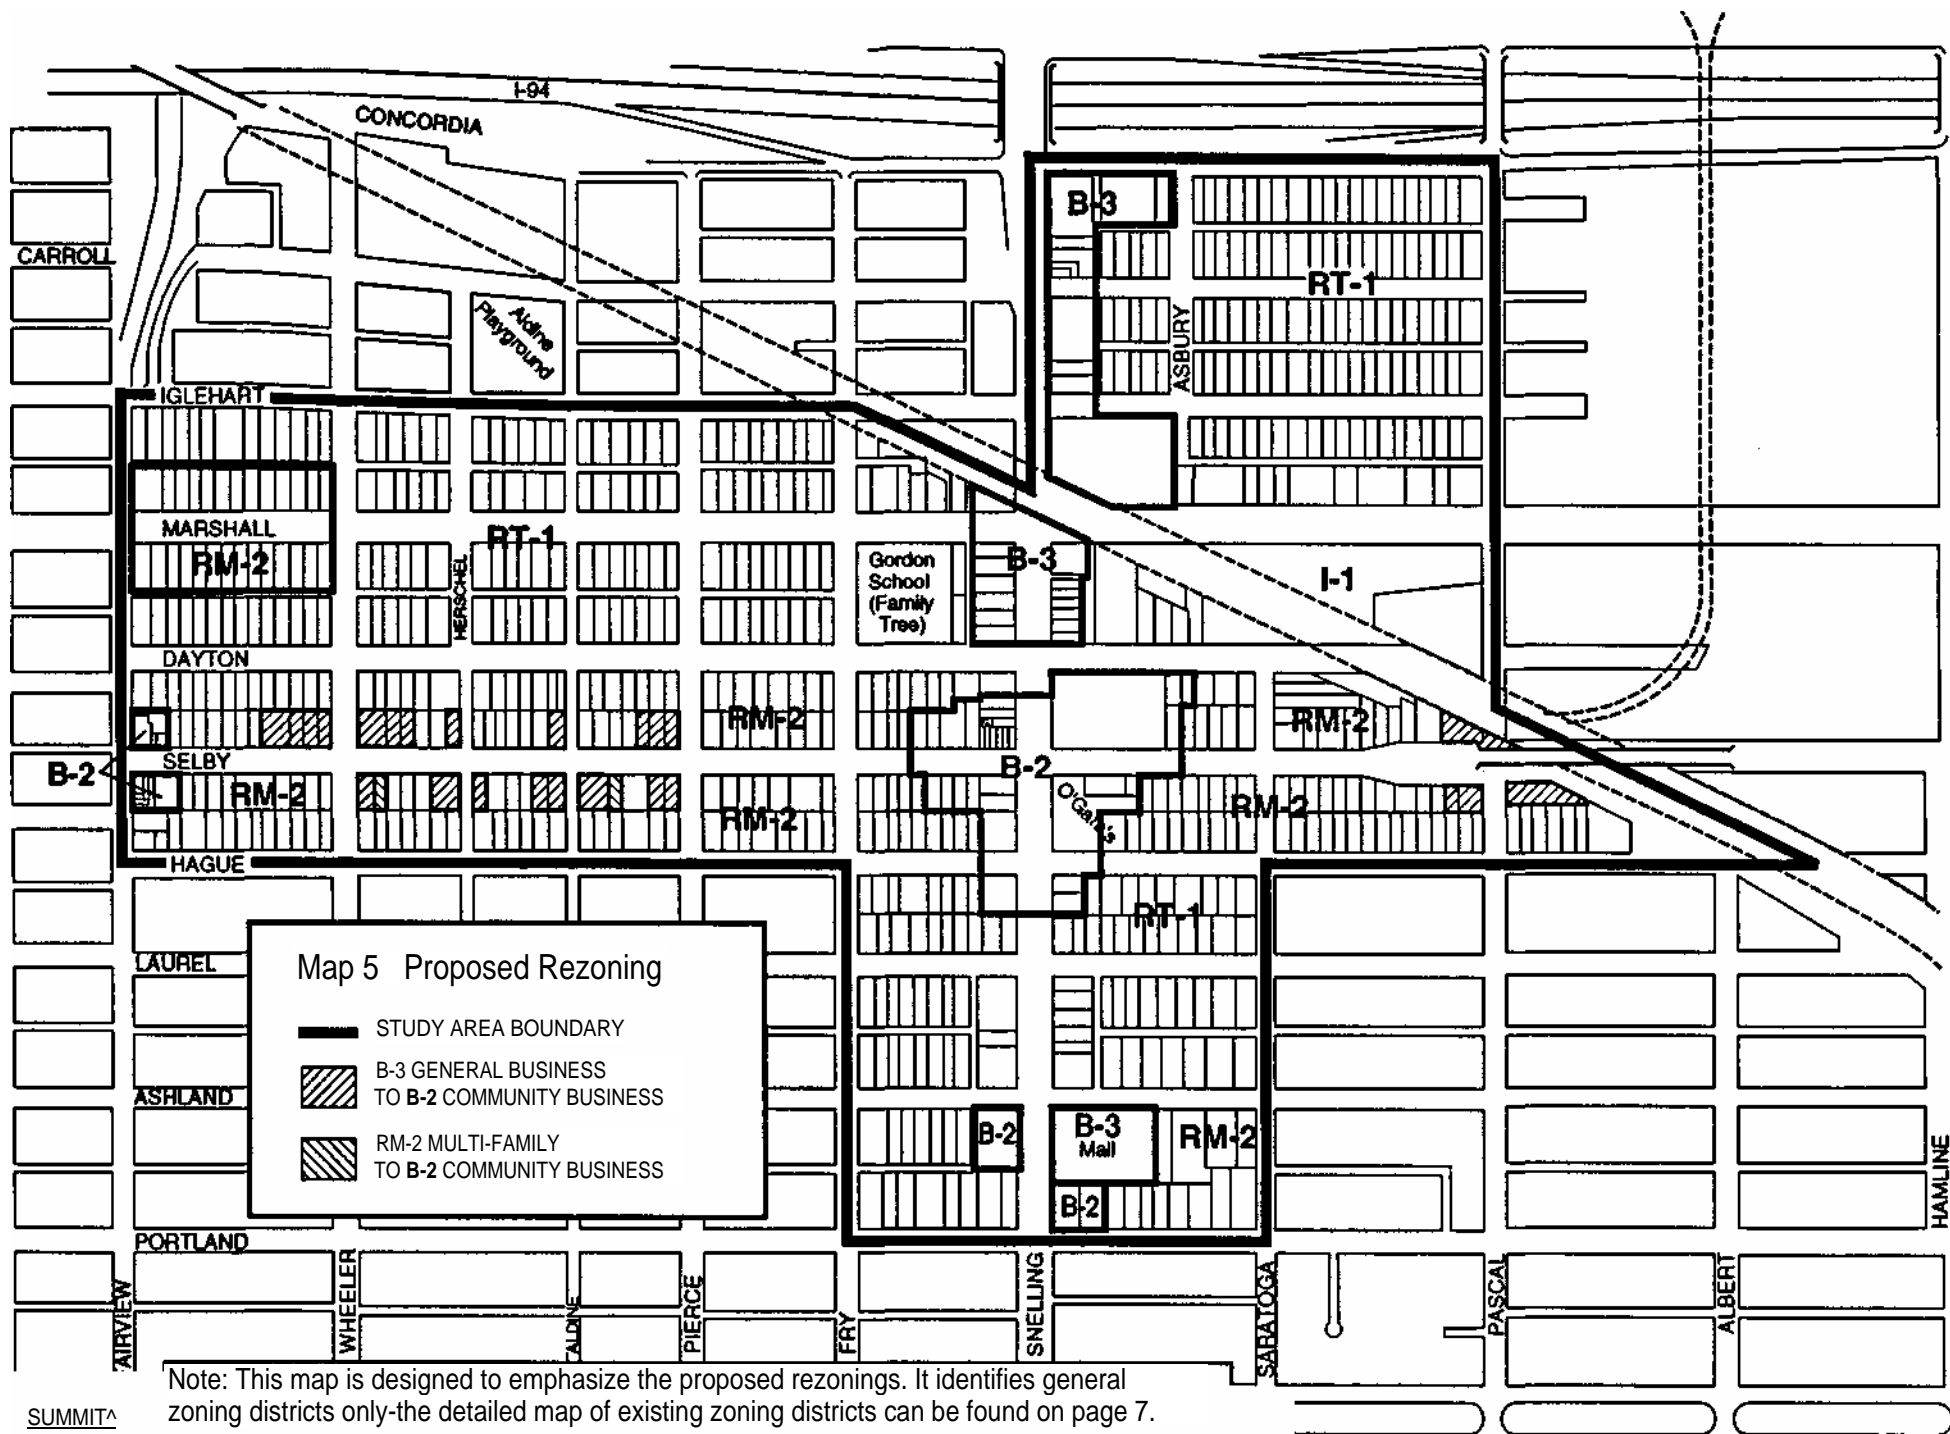 I-94
CONCORDIA
B-3
CARROLL
RT-1
Aldine
Playground
ASBURY
IGLEHART
MARSHALL
RM-2
RT-1
HERSCHEL
Gordon
School
(Family
Tree)
B-3
I-1
DAYTON
RM-2
RM-2
SELBY
B-2
RM-2
B-2
O'Gara's
RM-2
RM-2
HAGUE
RT-1
LAUREL
Map 5 Proposed Rezoning
STUDY AREA BOUNDARY
B-3 GENERAL BUSINESS
TO B-2 COMMUNITY BUSINESS
RM-2 MULTI-FAMILY
TO B-2 COMMUNITY BUSINESS
ASHLAND
B-2
B-3
Mall
RM-2
B-2
HAMLINE
PORTLAND
AIRVIEW
WHEELER
ALDINE
PIERCE
FRY
SNELLING
SARATOGA
PASCAL
ALBERT
Note: This map is designed to emphasize the proposed rezonings. It identifies general
zoning districts only-the detailed map of existing zoning districts can be found on page 7.
SUMMIT^